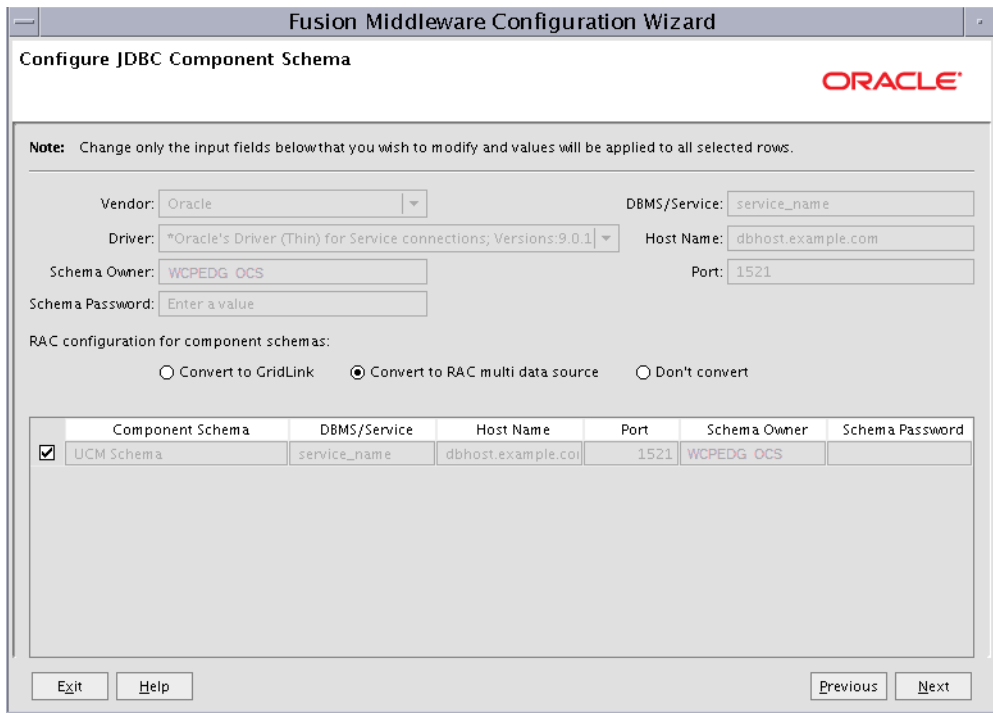 Fusion Middleware Configuration Wizard
Configure JDBC Component Schema
ORACLE
Note: Change only the input fields below that you wish to modify and values will be applied to all selected rows.
Vendor: Oracle DBMS/Service: service_name
Driver: *Oracle's Driver (Thin) for Service connections; Versions:9.0.1 Host Name: dbhost.example.com
Schema Owner: WCPEDG OCS Port: 1521
Schema Password: Enter a value
RAC configuration for component schemas:
Convert to GridLink Convert to RAC multi data source Don't convert
Component Schema DBMS/Service Host Name Port Schema Owner Schema Password
UCM Schema service_name dbhost.example.co 1521 WCPEDG OCS
Exit Help Previous Next